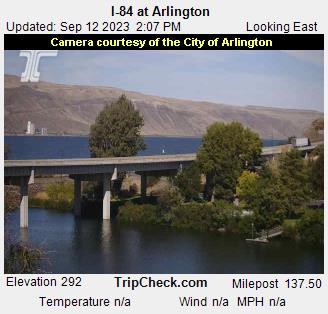 I-84 at Arlington
Updated: Sep 12 2023 2:07 PM Looking East
Camera courtesy of the City of Arlington
Elevation 292 TripCheck.com Milepost 137.50
Temperature n/a Wind n/a MPH n/a